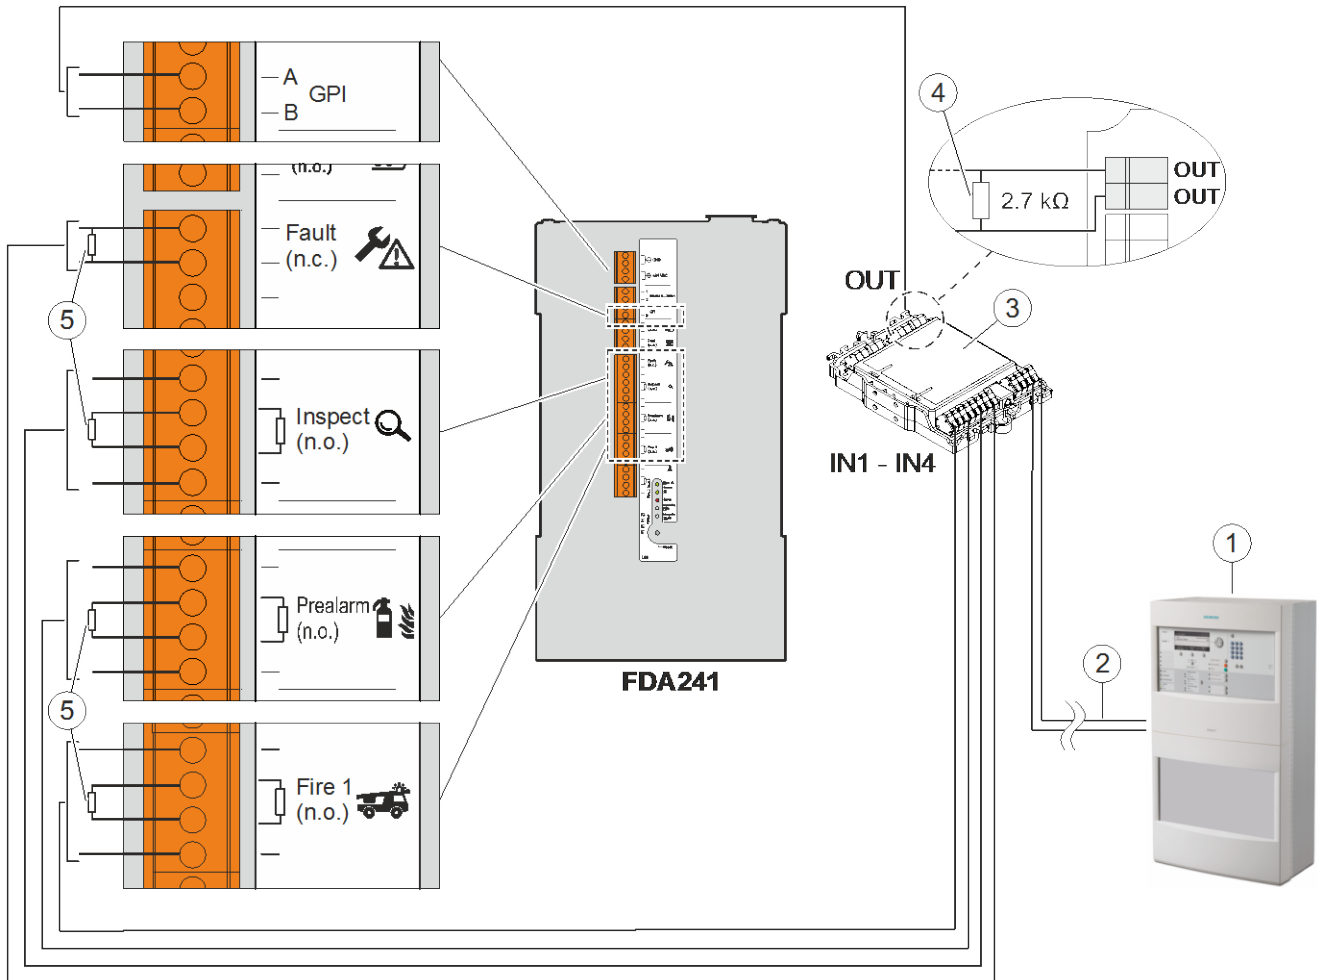 A
GPI
B
(n.o.)
Fault
(n.c.)
5
Inspect
(n.o.)
Prealarm
(n.o.)
5
Fire 1
(n.o.)
FDA241
4
OUT
OUT
2.7 kΩ
OUT
3
IN1 - IN4
1
2
SIEMENS